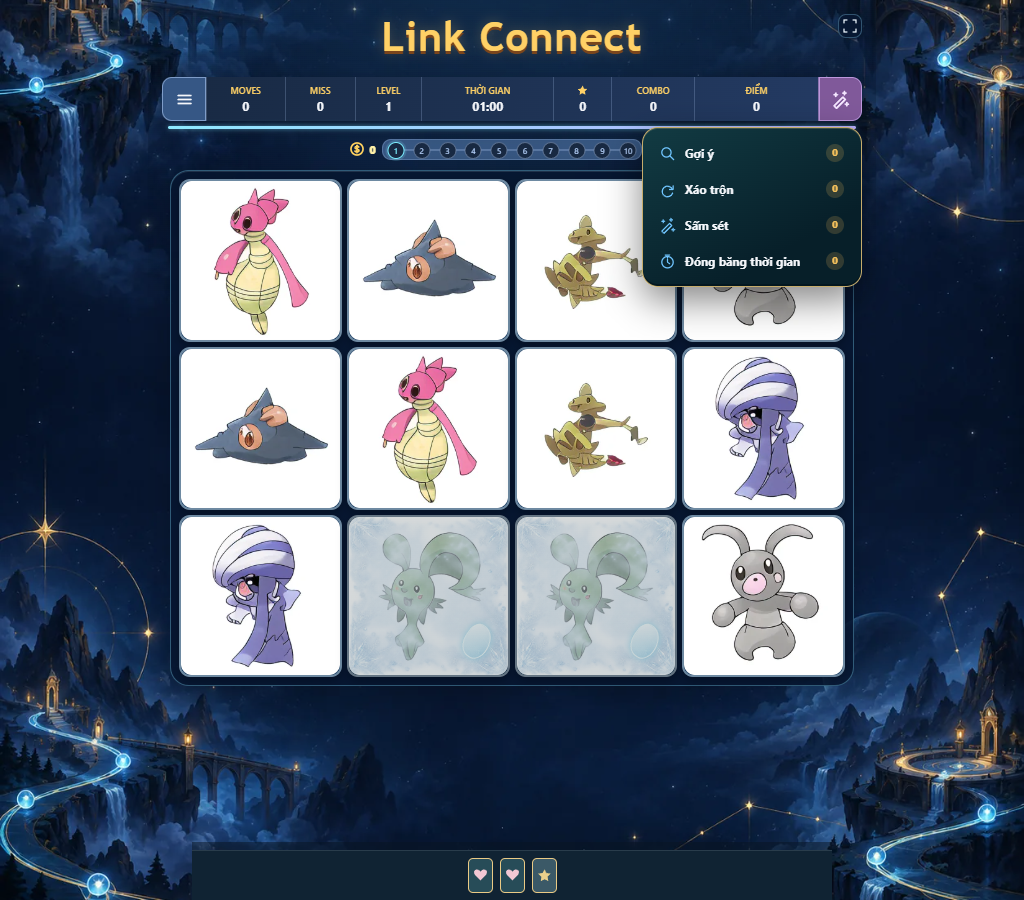 Link Connect
MOVES MISS LEVEL THỜI GIAN COMBO ĐIỂM
0 0 1 01:00 0 0 0
0 1 2 3 4 5 6 7 8 9 10
Gợi ý 0
Xáo trộn 0
Sấm sét 0
Đóng băng thời gian 0